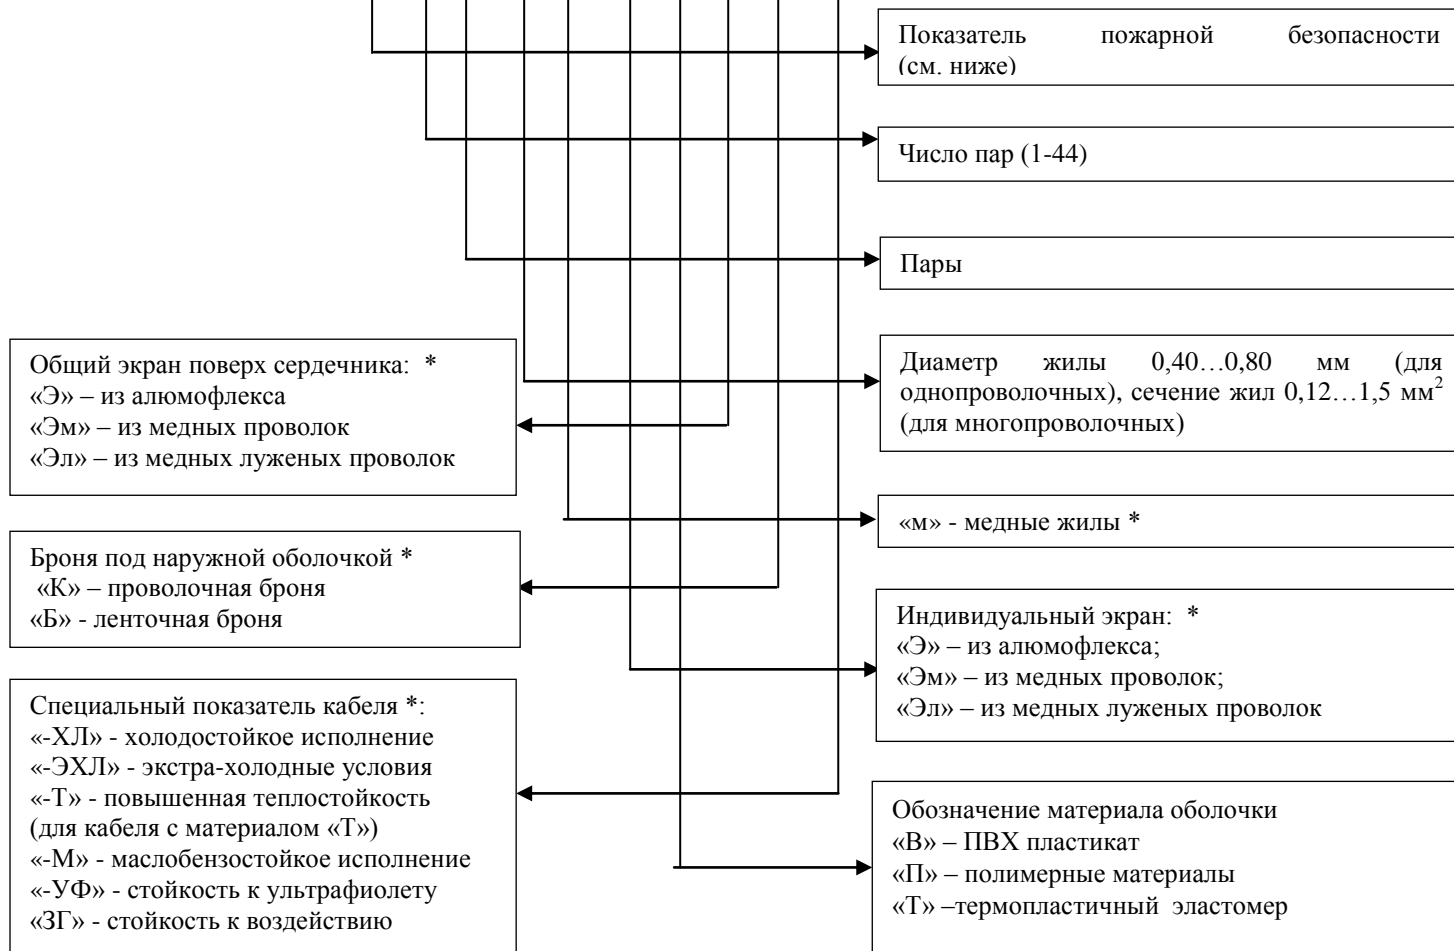 Показатель пожарной безопасности
(см. ниже)
Число пар (1-44)
Пары
Диаметр жилы 0,40…0,80 мм (для
однопроволочных), сечение жил 0,12…1,5 мм²
(для многопроволочных)
«м» - медные жилы *
Индивидуальный экран: *
«Э» – из алюмофлекса;
«Эм» – из медных проволок;
«Эл» – из медных луженых проволок
Обозначение материала оболочки
«В» – ПВХ пластикат
«П» – полимерные материалы
«Т» –термопластичный эластомер
Общий экран поверх сердечника: *
«Э» – из алюмофлекса
«Эм» – из медных проволок
«Эл» – из медных луженых проволок
Броня под наружной оболочкой *
«К» – проволочная броня
«Б» - ленточная броня
Специальный показатель кабеля *:
«-ХЛ» - холодостойкое исполнение
«-ЭХЛ» - экстра-холодные условия
«-Т» - повышенная теплостойкость
(для кабеля с материалом «Т»)
«-М» - маслобензостойкое исполнение
«-УФ» - стойкость к ультрафиолету
«ЗГ» - стойкость к воздействию